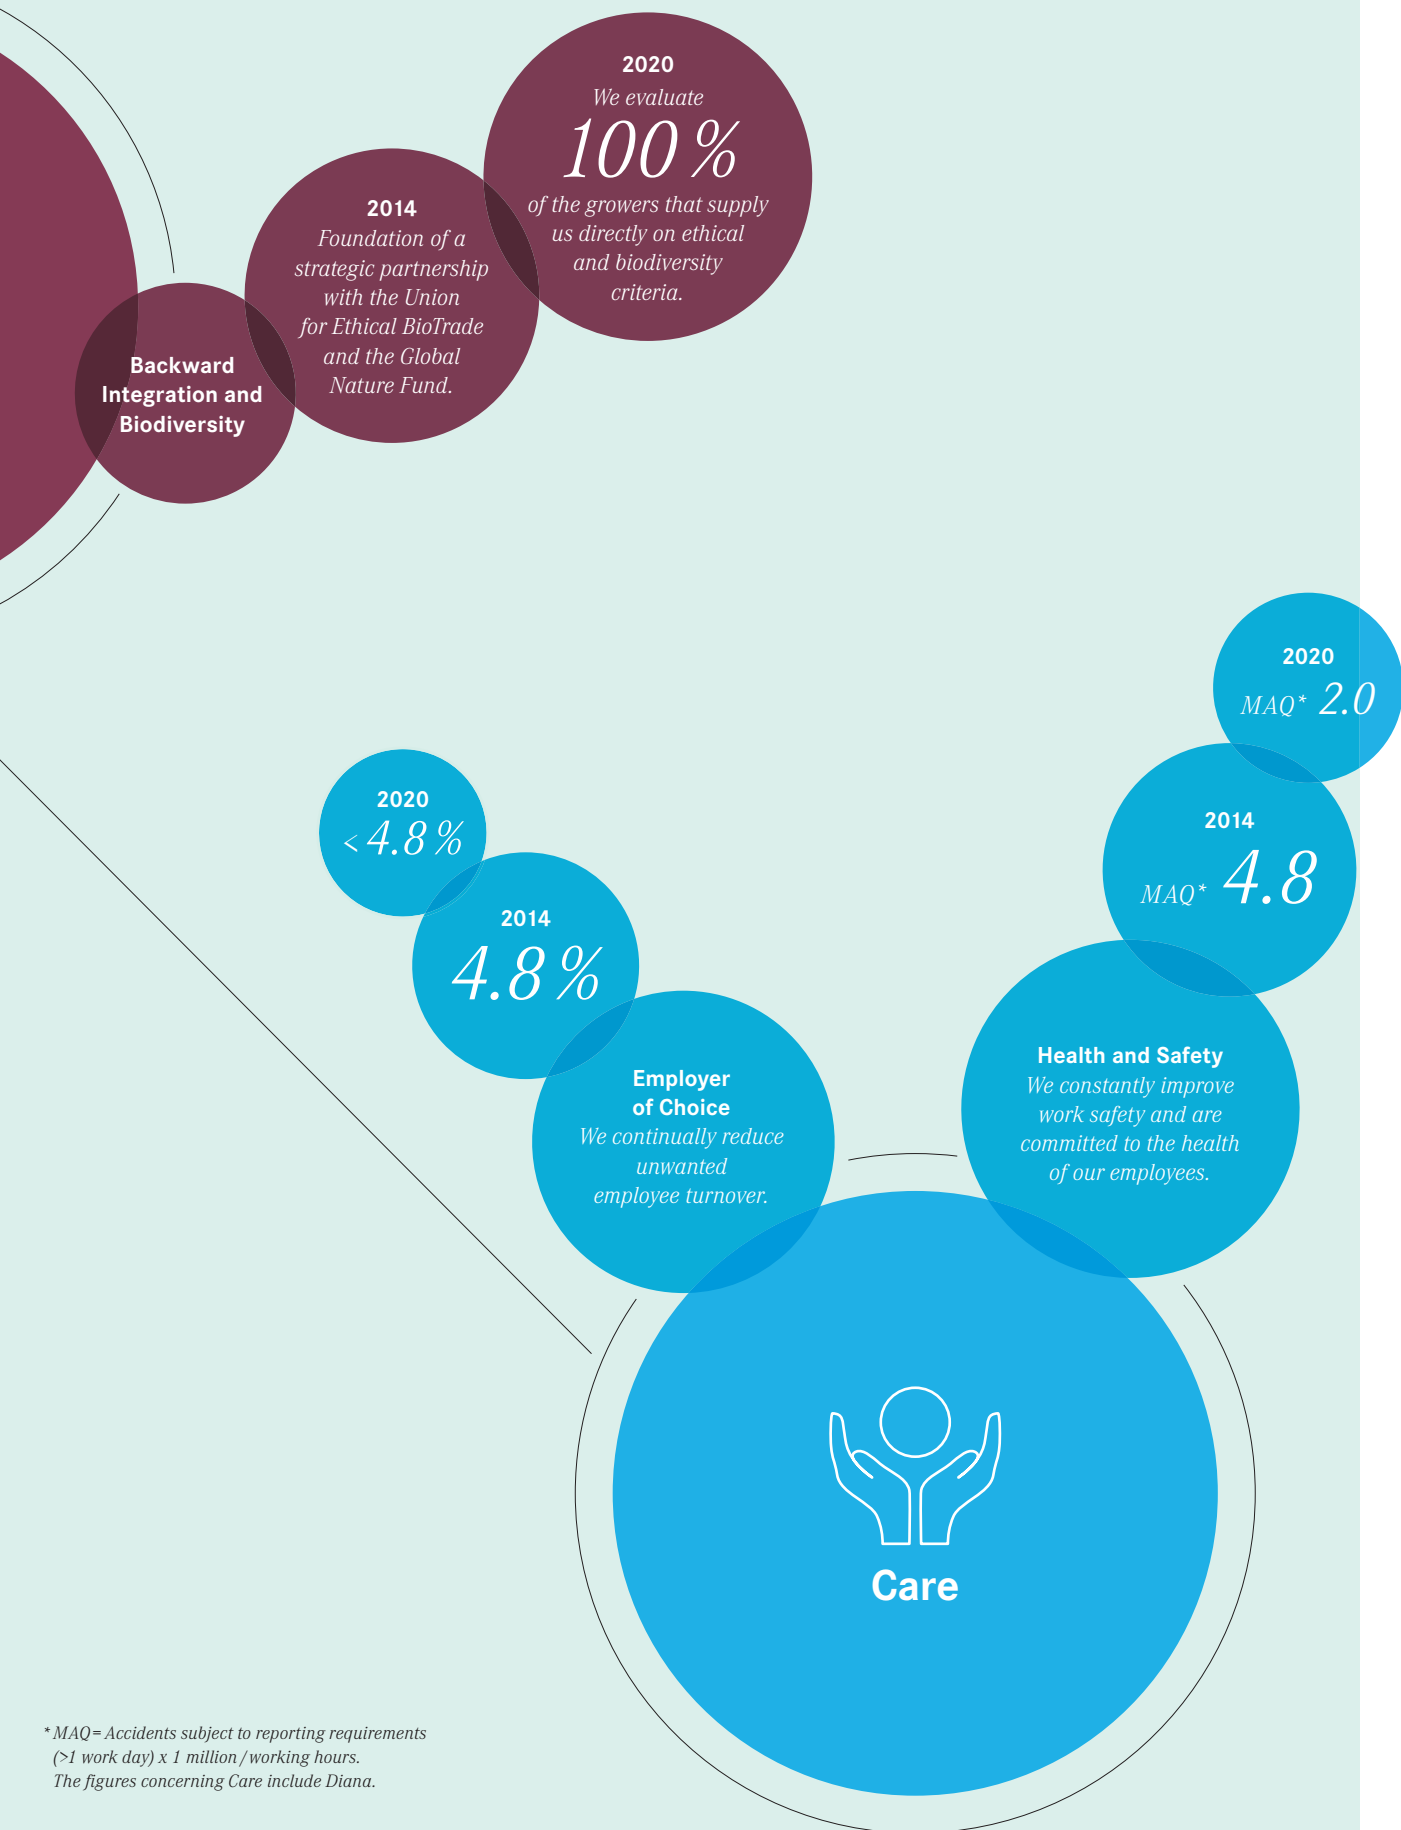 2020
We evaluate
100 %
of the growers that supply
us directly on ethical
and biodiversity
criteria.
2014
Foundation of a
strategic partnership
with the Union
for Ethical BioTrade
and the Global
Nature Fund.
Backward
Integration and
Biodiversity
2020
MAQ* 2.0
2014
MAQ* 4.8
2020
< 4.8 %
2014
4.8 %
Employer
of Choice
We continually reduce
unwanted
employee turnover.
Health and Safety
We constantly improve
work safety and are
committed to the health
of our employees.
Care
* MAQ = Accidents subject to reporting requirements
(>1 work day) x 1 million / working hours.
The figures concerning Care include Diana.